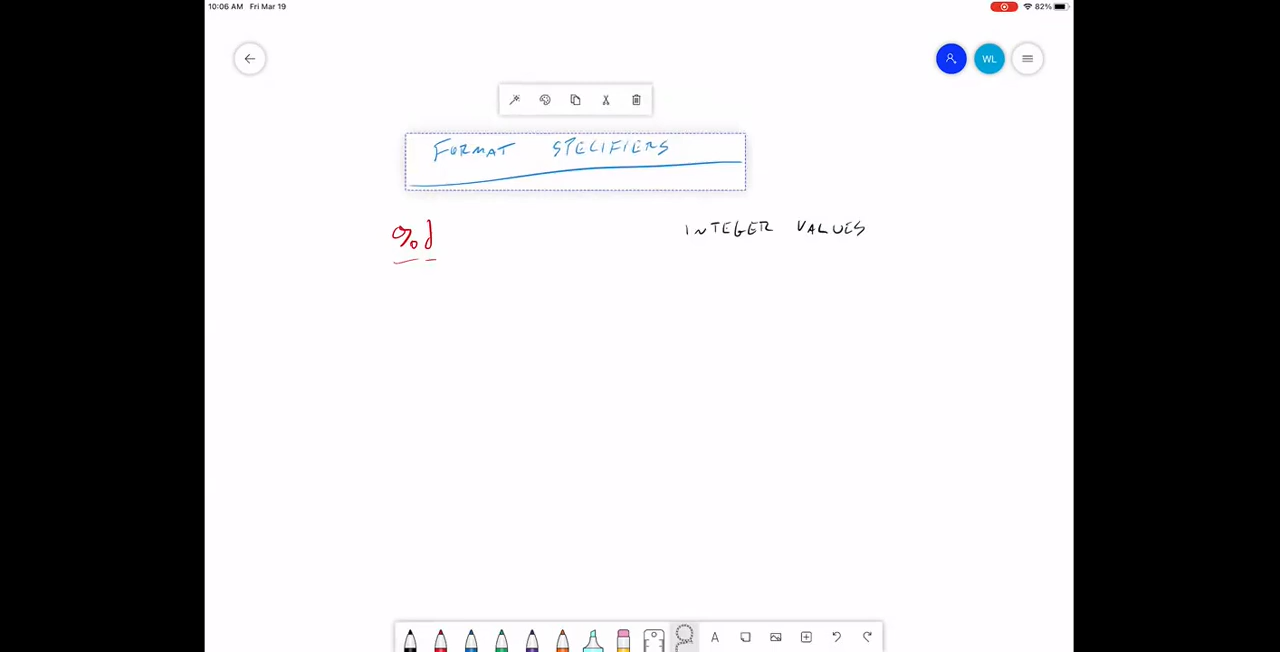 10:06 AM Fri Mar 19
82%
WL
FORMAT SPECIFIERS
%d
INTEGER VALUES
A